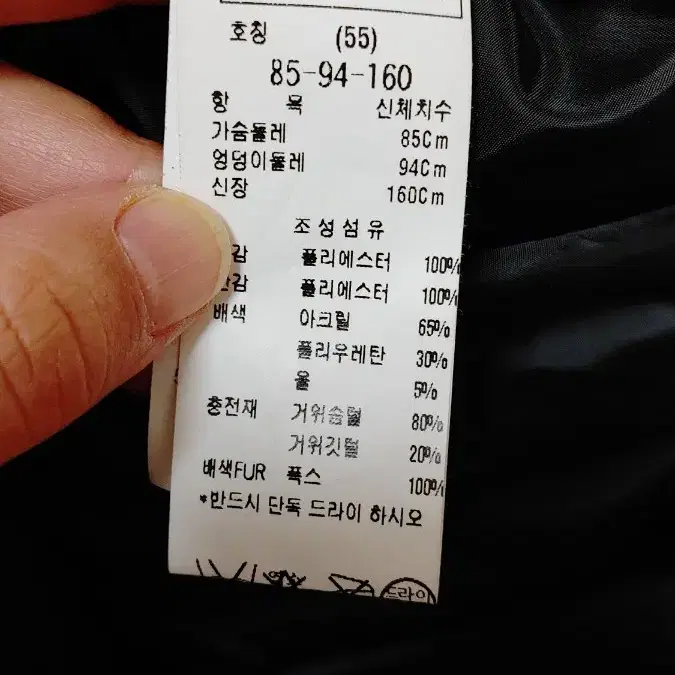 호칭 (55)
85-94-160
항 목 신체치수
가슴둘레 85Cm
엉덩이둘레 94Cm
신장 160Cm
조성섬유
감 폴리에스터 100%
안감 폴리에스터 100%
배색 아크릴 65%
폴리우레탄 30%
울 5%
충전재 거위솜털 80%
거위깃털 20%
배색FUR 폭스 100%
*반드시 단독 드라이 하시오
드라이